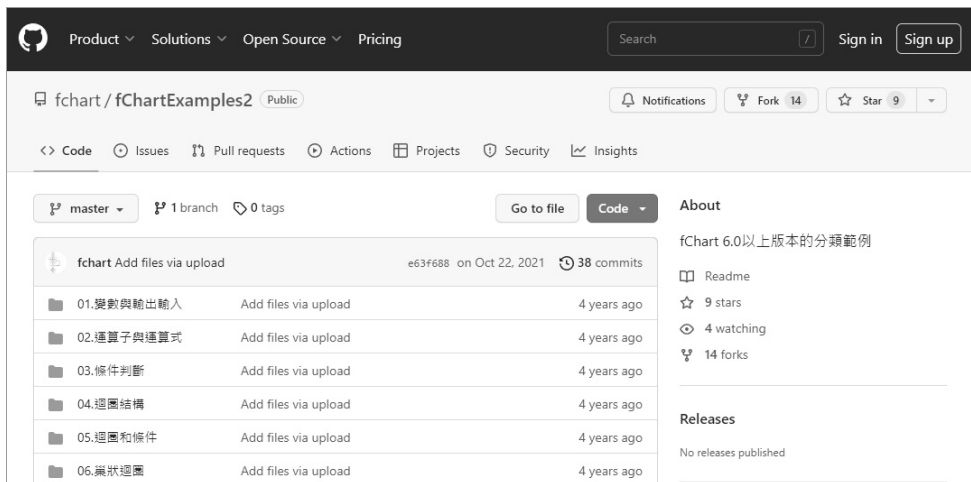 Product Solutions Open Source Pricing Search / Sign in Sign up
fchart / fChartExamples2 Public Notifications Fork 14 Star 9
Code Issues Pull requests Actions Projects Security Insights
master 1 branch 0 tags Go to file Code
fchart Add files via upload e63f688 on Oct 22, 2021 38 commits
01.變數與輸出輸入 Add files via upload 4 years ago
02.運算子與運算式 Add files via upload 4 years ago
03.條件判斷 Add files via upload 4 years ago
04.迴圈結構 Add files via upload 4 years ago
05.迴圈和條件 Add files via upload 4 years ago
06.巢狀迴圈 Add files via upload 4 years ago
About
fChart 6.0以上版本的分類範例
Readme
9 stars
4 watching
14 forks
Releases
No releases published